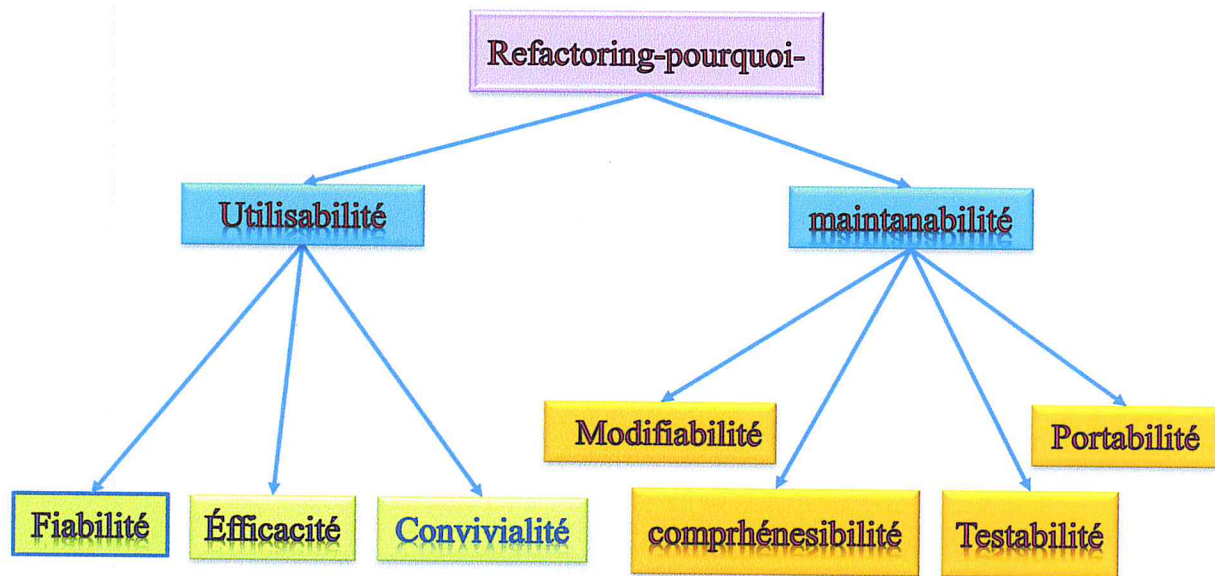 Refactoring-pourquoi-
Utilisabilité
maintanabilité
Modifiabilité
Portabilité
Fiabilité
Éfficacité
Convivialité
comprhénesibilité
Testabilité